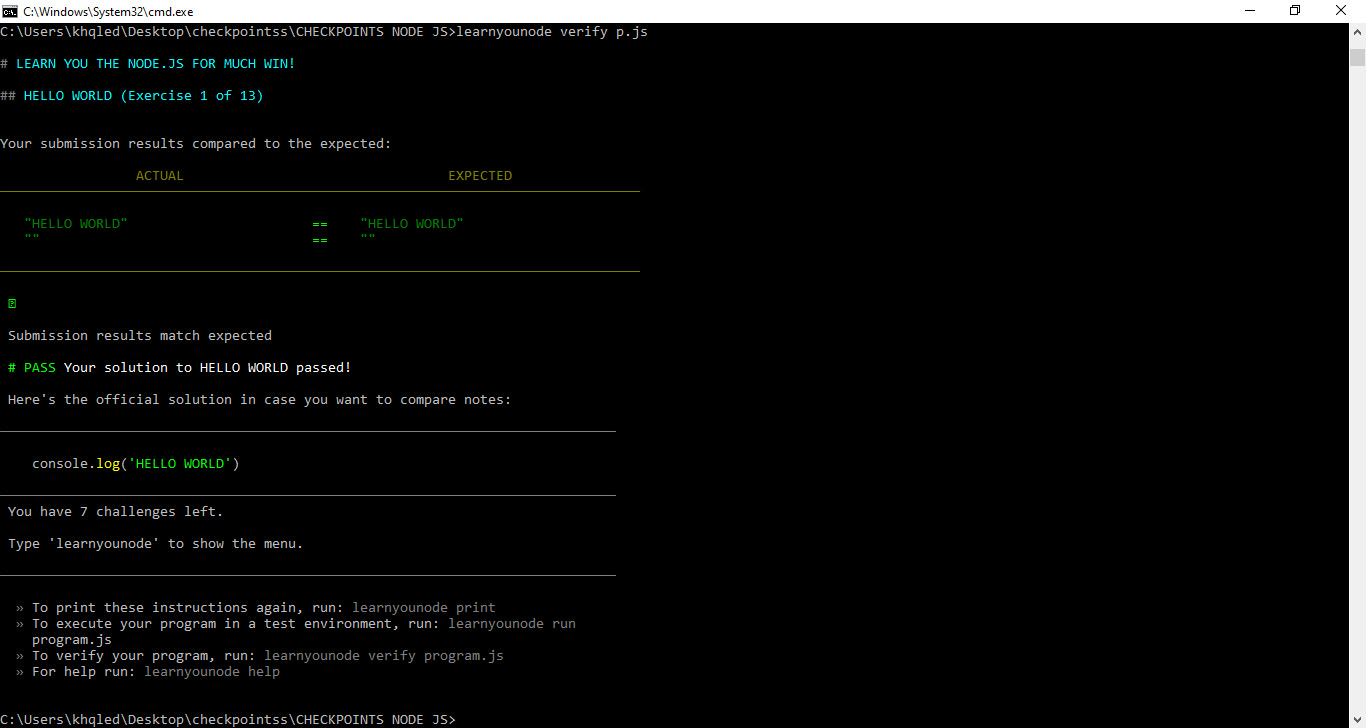 C:\Windows\System32\cmd.exe
C:\Users\khqled\Desktop\checkpointss\CHECKPOINTS NODE JS>learnyounode verify p.js
# LEARN YOU THE NODE.JS FOR MUCH WIN!
## HELLO WORLD (Exercise 1 of 13)
Your submission results compared to the expected:
ACTUAL EXPECTED
"HELLO WORLD" == "HELLO WORLD"
"" == ""
Submission results match expected
# PASS Your solution to HELLO WORLD passed!
Here's the official solution in case you want to compare notes:
console.log('HELLO WORLD')
You have 7 challenges left.
Type 'learnyounode' to show the menu.
» To print these instructions again, run: learnyounode print
» To execute your program in a test environment, run: learnyounode run
program.js
» To verify your program, run: learnyounode verify program.js
» For help run: learnyounode help
C:\Users\khqled\Desktop\checkpointss\CHECKPOINTS NODE JS>